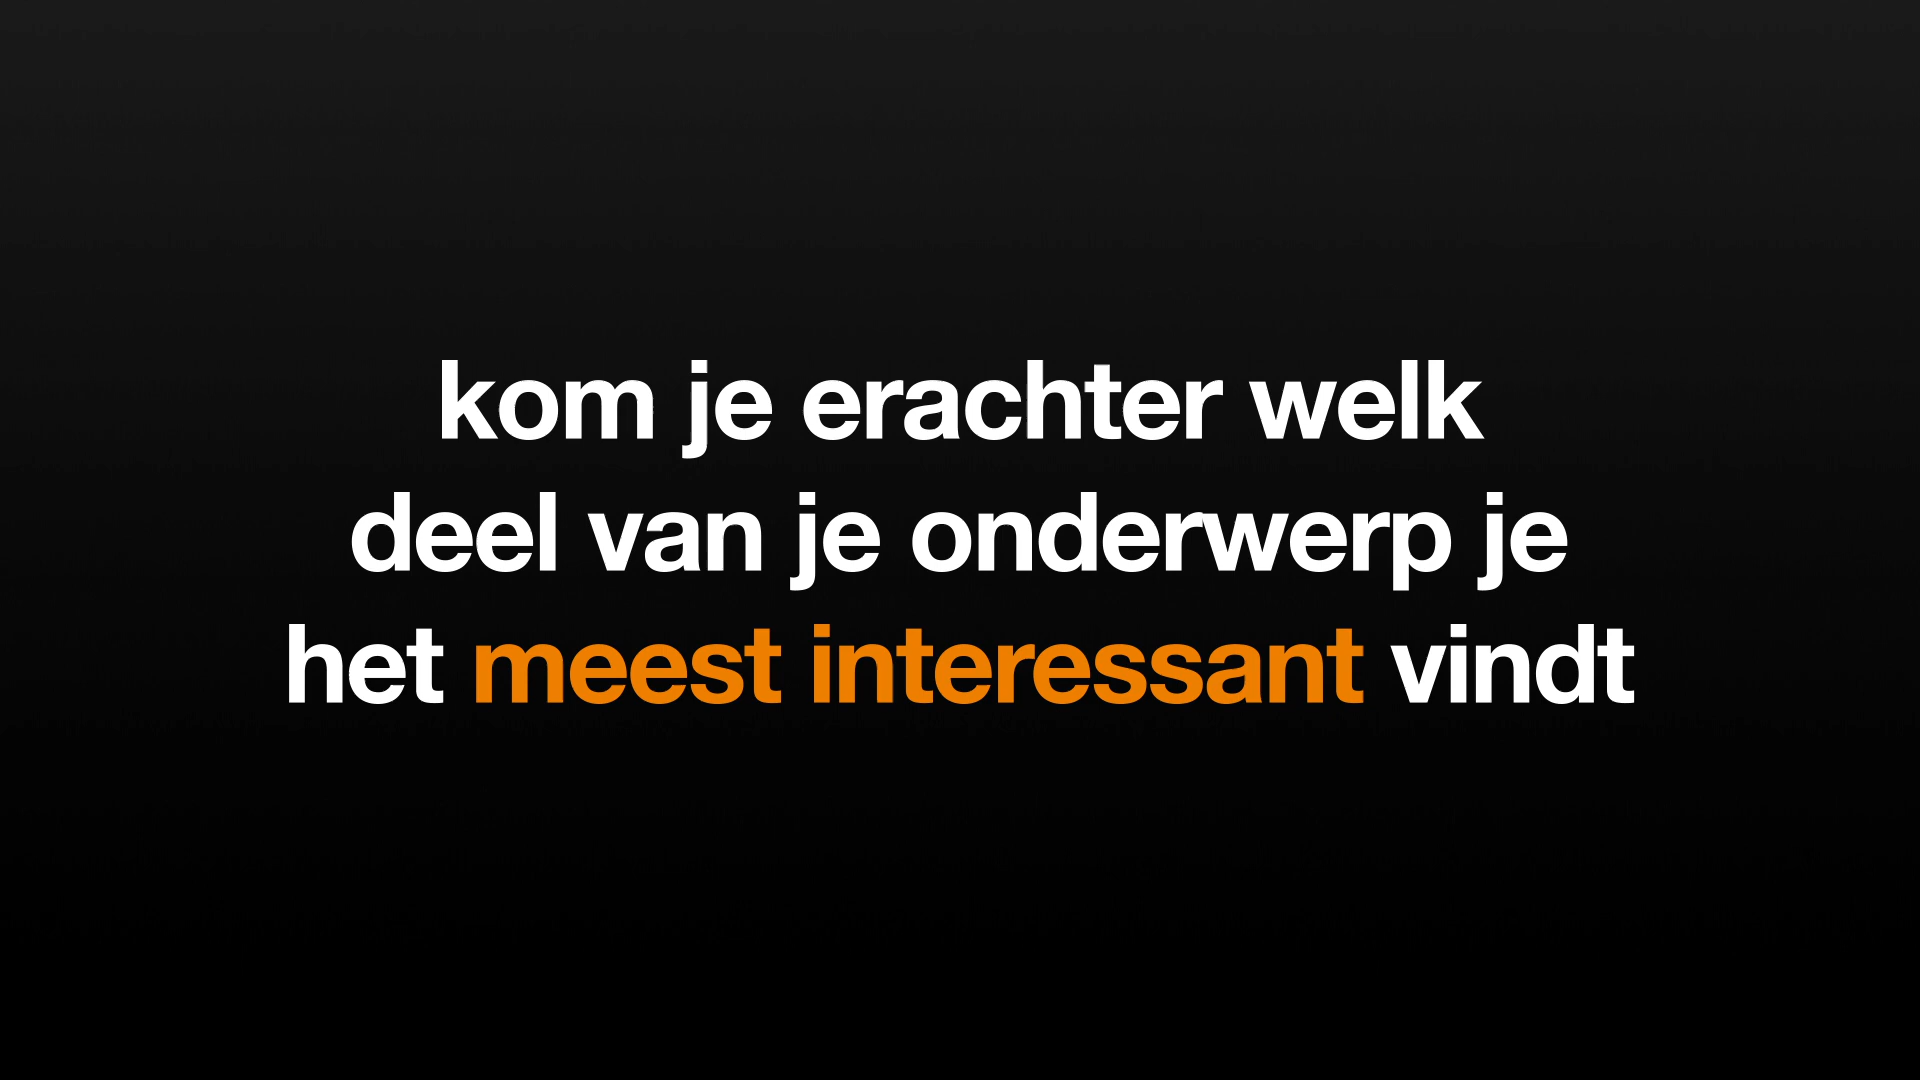 kom je erachter welk
deel van je onderwerp je
het meest interessant vindt